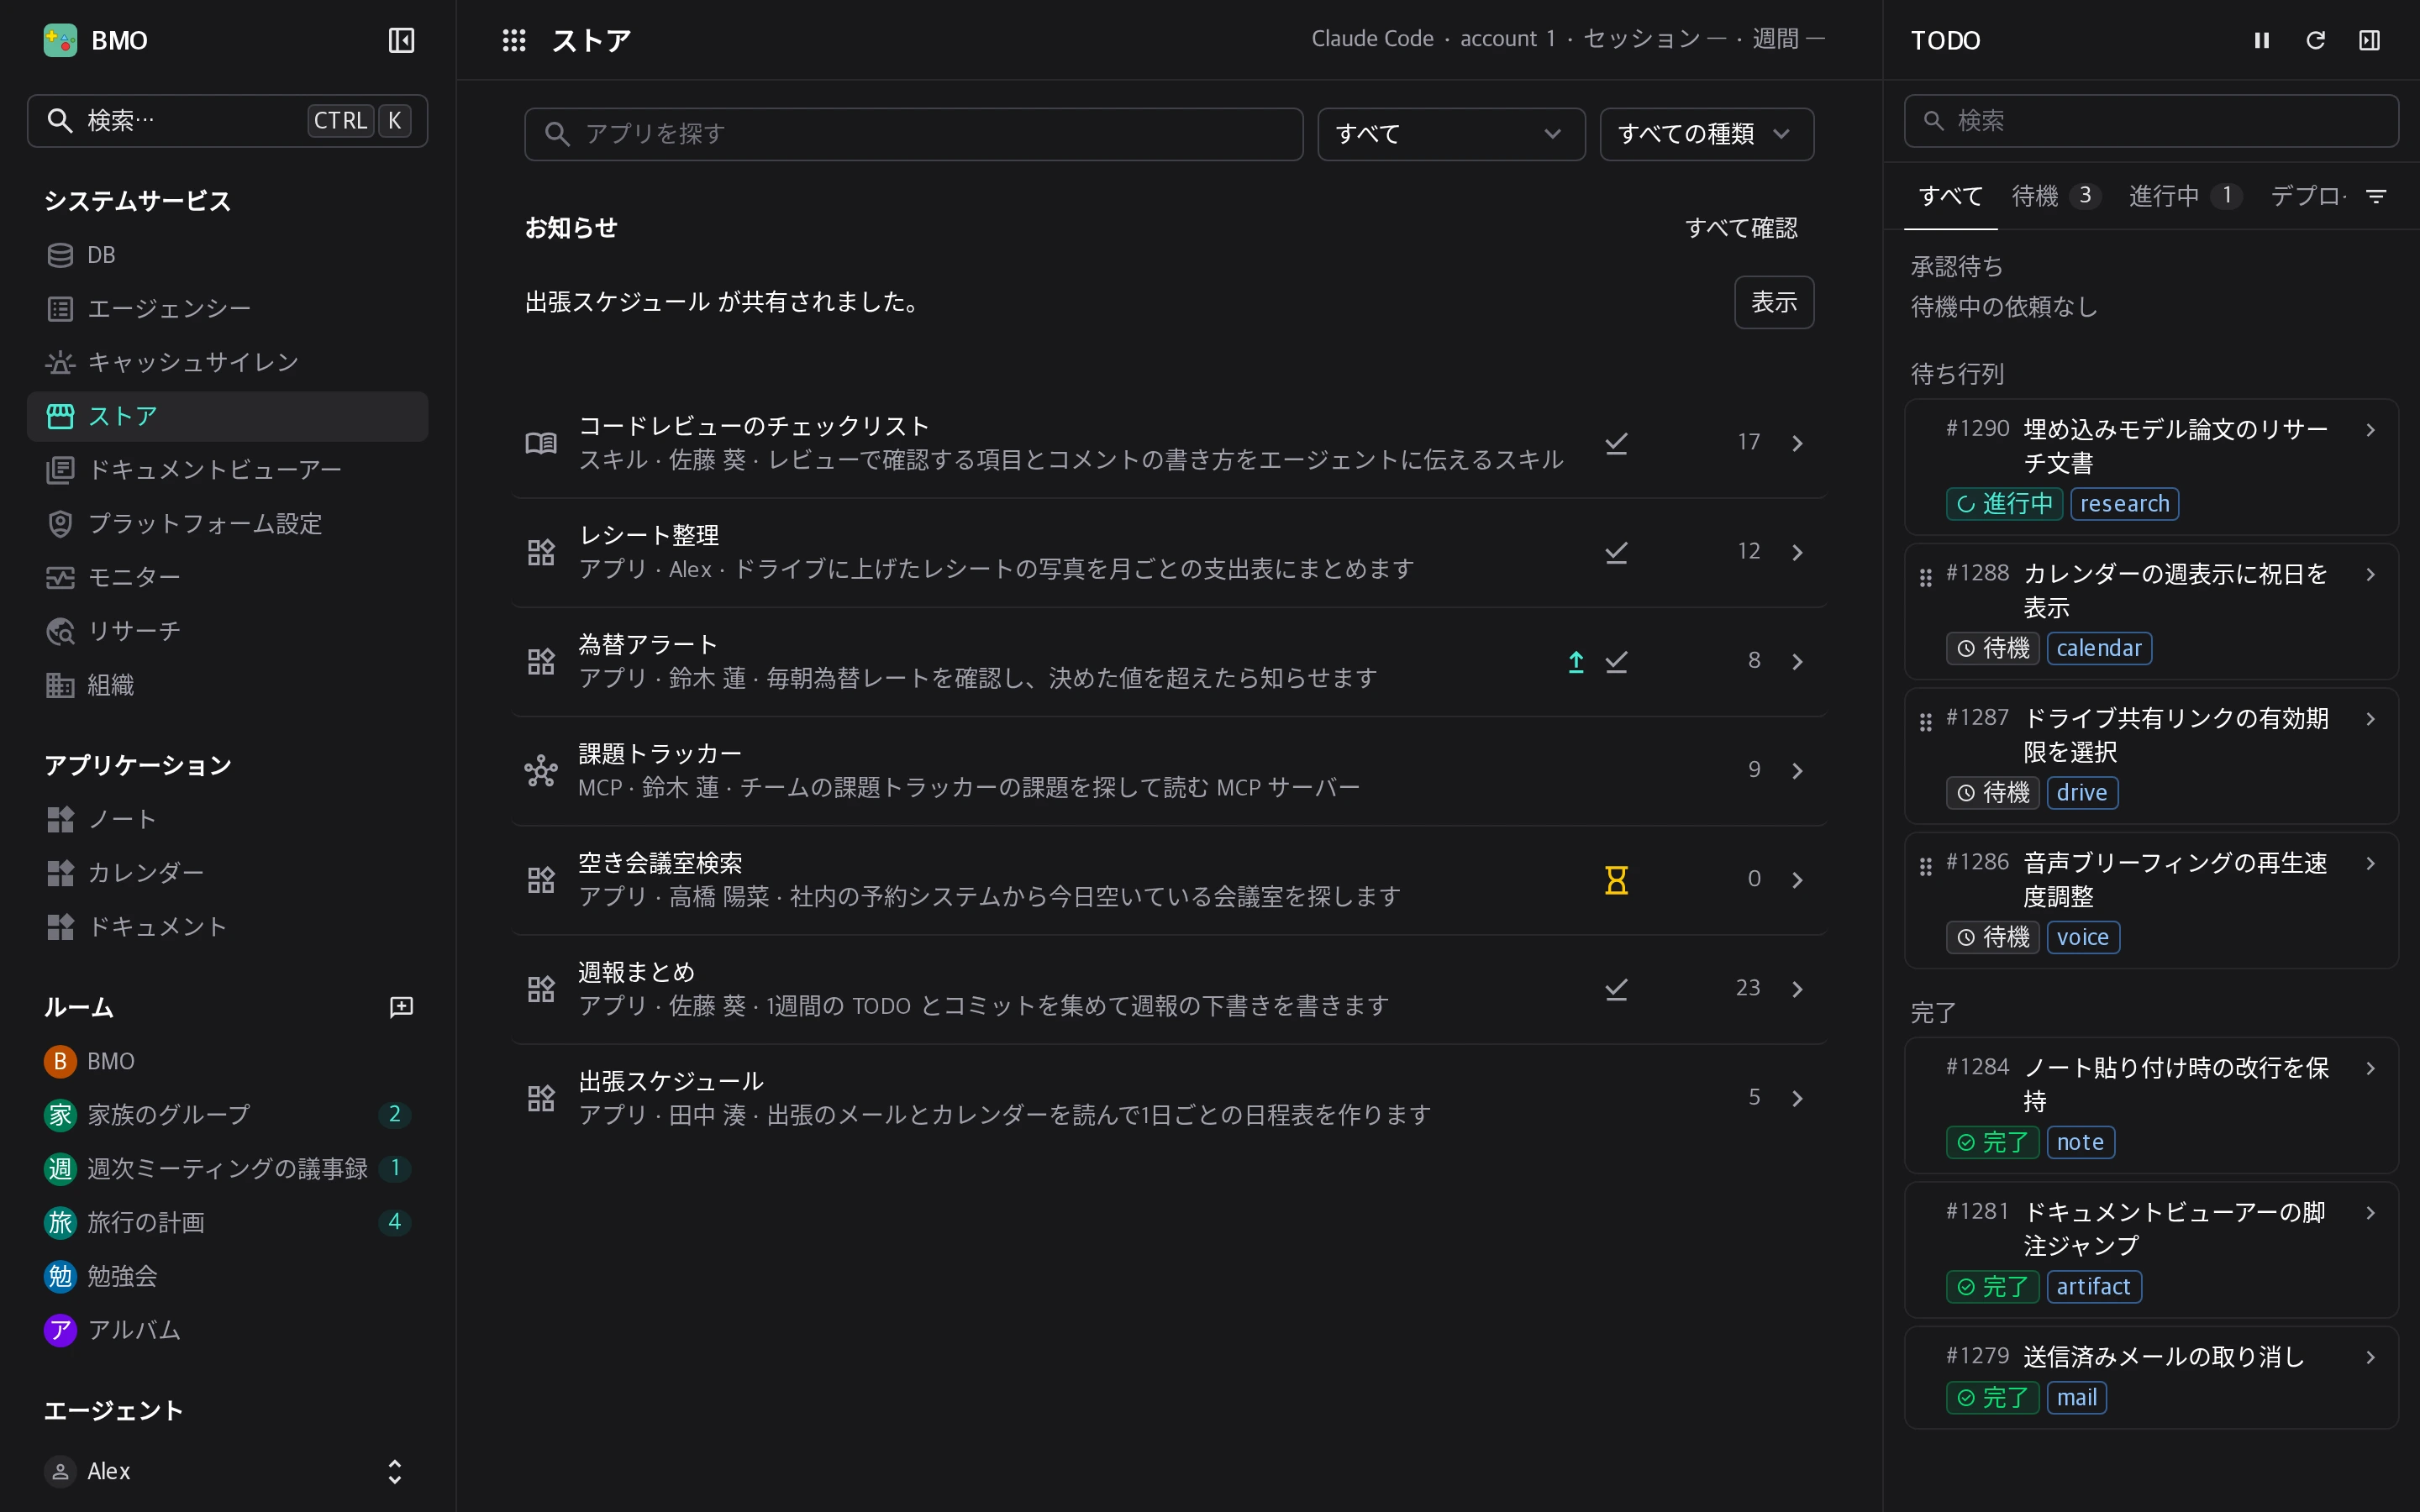 BMO
検索…
CTRL K
システムサービス
DB
エージェンシー
キャッシュサイレン
ストア
ドキュメントビューアー
プラットフォーム設定
モニター
リサーチ
組織
アプリケーション
ノート
カレンダー
ドキュメント
ルーム
B BMO
家 家族のグループ 2
週 週次ミーティングの議事録 1
旅 旅行の計画 4
勉 勉強会
ア アルバム
エージェント
Alex
ストア
Claude Code · account 1 · セッション — · 週間 —
アプリを探す
すべて
すべての種類
お知らせ
すべて確認
出張スケジュール が共有されました。
表示
コードレビューのチェックリスト
スキル · 佐藤 葵 · レビューで確認する項目とコメントの書き方をエージェントに伝えるスキル
17
レシート整理
アプリ · Alex · ドライブに上げたレシートの写真を月ごとの支出表にまとめます
12
為替アラート
アプリ · 鈴木 蓮 · 毎朝為替レートを確認し、決めた値を超えたら知らせます
8
課題トラッカー
MCP · 鈴木 蓮 · チームの課題トラッカーの課題を探して読む MCP サーバー
9
空き会議室検索
アプリ · 高橋 陽菜 · 社内の予約システムから今日空いている会議室を探します
0
週報まとめ
アプリ · 佐藤 葵 · 1週間の TODO とコミットを集めて週報の下書きを書きます
23
出張スケジュール
アプリ · 田中 湊 · 出張のメールとカレンダーを読んで1日ごとの日程表を作ります
5
TODO
検索
すべて 待機 3 進行中 1 デプロ
承認待ち
待機中の依頼なし
待ち行列
#1290 埋め込みモデル論文のリサー
チ文書
進行中 research
#1288 カレンダーの週表示に祝日を
表示
待機 calendar
#1287 ドライブ共有リンクの有効期
限を選択
待機 drive
#1286 音声ブリーフィングの再生速
度調整
待機 voice
完了
#1284 ノート貼り付け時の改行を保
持
完了 note
#1281 ドキュメントビューアーの脚
注ジャンプ
完了 artifact
#1279 送信済みメールの取り消し
完了 mail